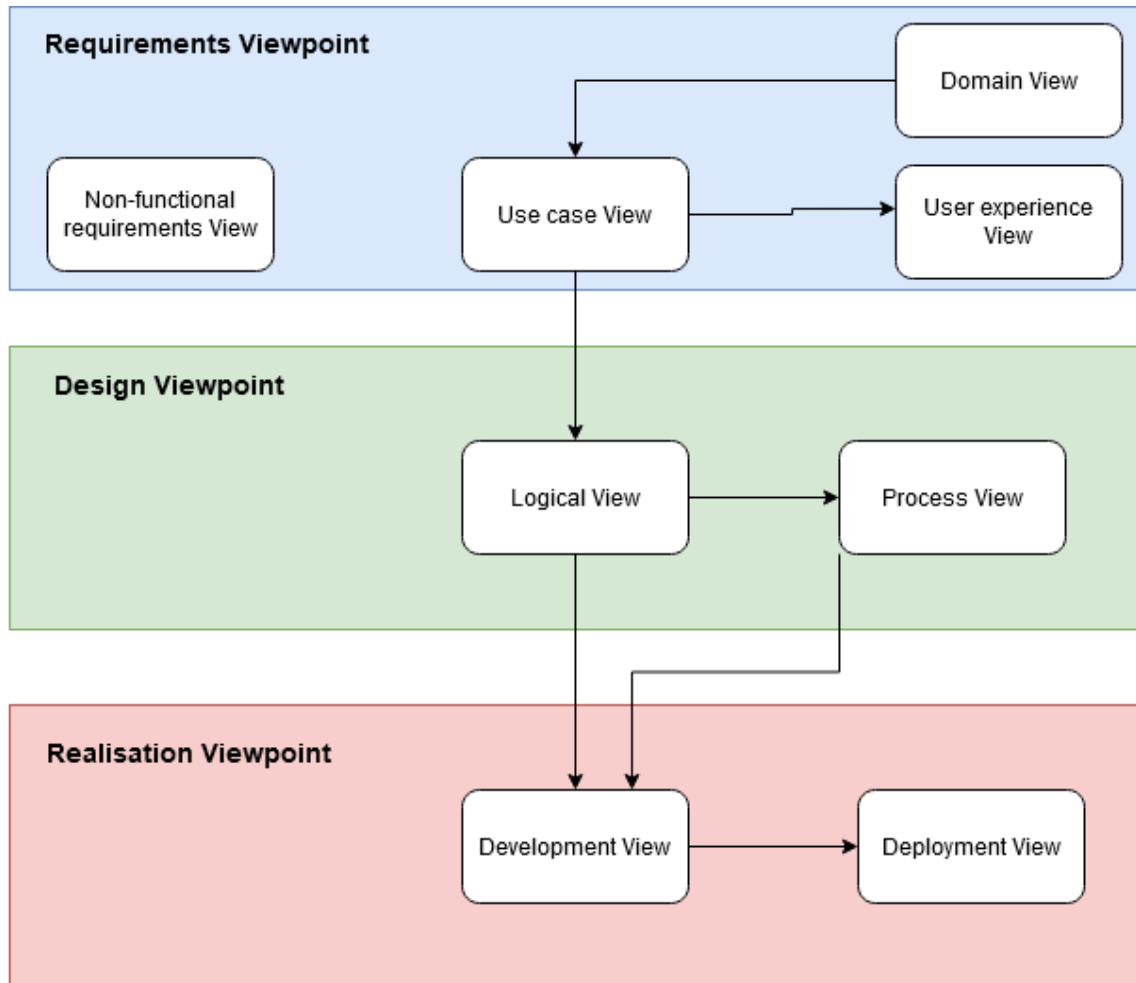 Requirements Viewpoint
Domain View
Non-functional
requirements View
Use case View
User experience
View
Design Viewpoint
Logical View
Process View
Realisation Viewpoint
Development View
Deployment View